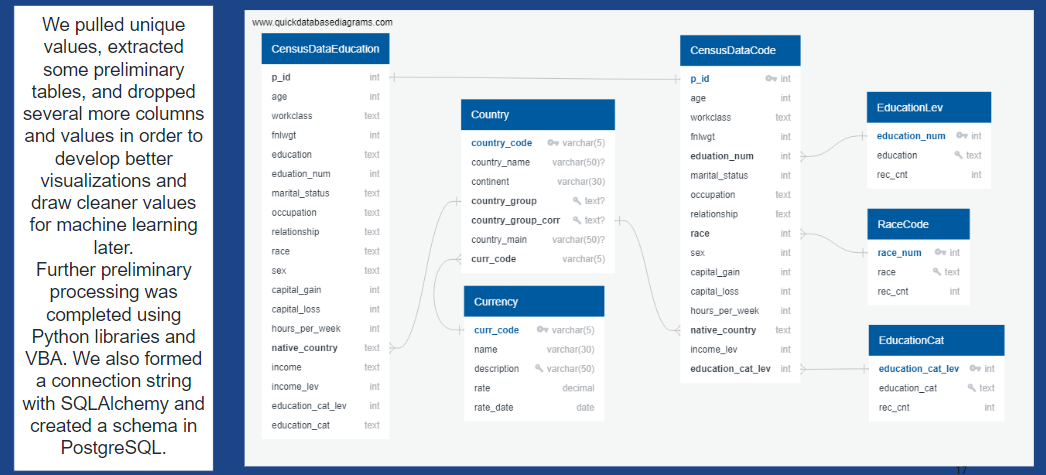 We pulled unique
values, extracted
some preliminary
tables, and dropped
several more columns
and values in order to
develop better
visualizations and
draw cleaner values
for machine learning
later.
Further preliminary
processing was
completed using
Python libraries and
VBA. We also formed
a connection string
with SQLAlchemy and
created a schema in
PostgreSQL.
www.quickdatabasediagrams.com
CensusDataEducation
p_id int
age int
workclass text
fnlwgt int
education text
eduation_num int
marital_status text
occupation text
relationship text
race text
sex text
capital_gain int
capital_loss int
hours_per_week int
native_country text
income text
income_lev int
education_cat_lev int
education_cat text
Country
country_code varchar(5)
country_name varchar(50)?
continent varchar(30)
country_group text?
country_group_corr text?
country_main varchar(50)?
curr_code varchar(5)
Currency
curr_code varchar(5)
name varchar(30)
description varchar(50)
rate decimal
rate_date date
CensusDataCode
p_id int
age int
workclass text
fnlwgt int
eduation_num int
marital_status int
occupation text
relationship text
race int
sex int
capital_gain int
capital_loss int
hours_per_week int
native_country text
income_lev int
education_cat_lev int
EducationLev
education_num int
education text
rec_cnt int
RaceCode
race_num int
race text
rec_cnt int
EducationCat
education_cat_lev int
education_cat text
rec_cnt int
17